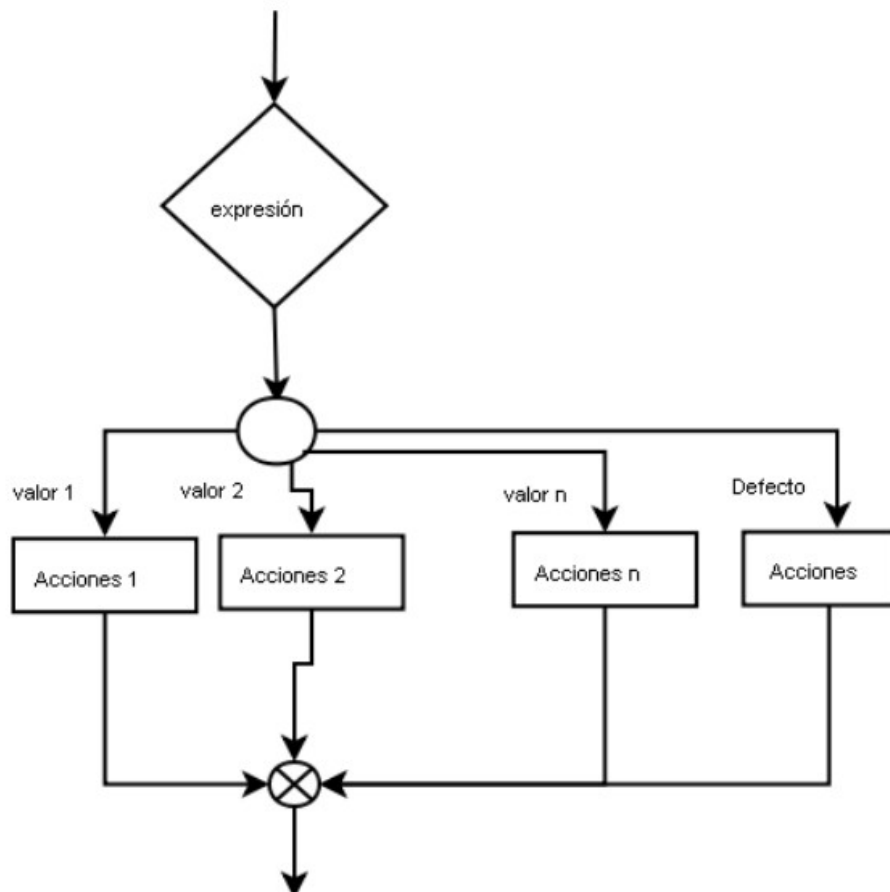 expresión
valor 1
valor 2
valor n
Defecto
Acciones 1
Acciones 2
Acciones n
Acciones